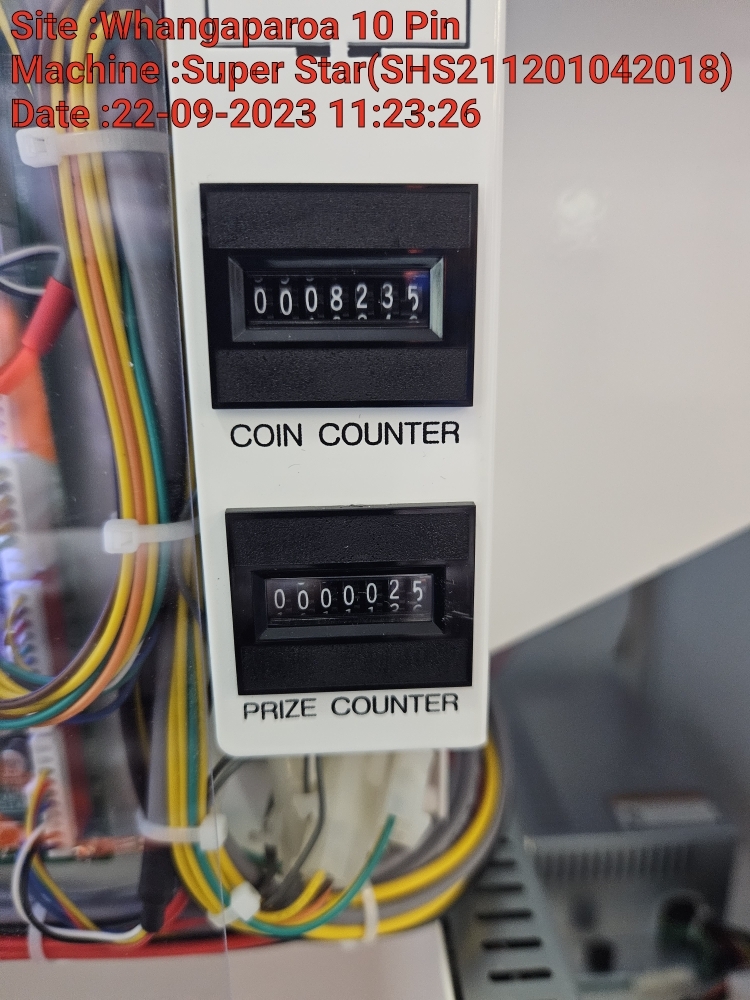 Site :Whangaparoa 10 Pin
Machine :Super Star(SHS211201042018)
Date :22-09-2023 11:23:26
0008235
COIN COUNTER
0000025
PRIZE COUNTER